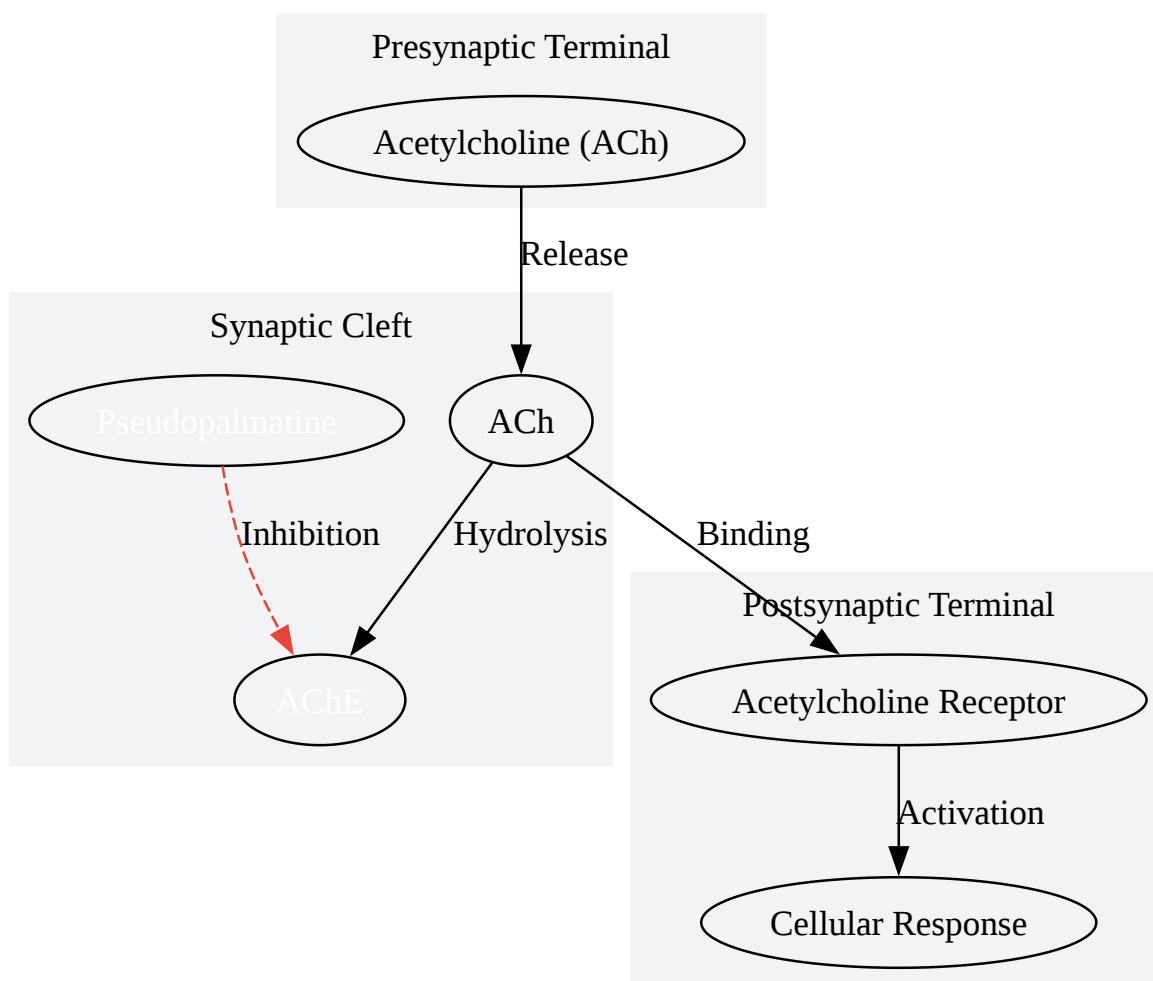 Presynaptic Terminal
Acetylcholine (ACh)
Release
Synaptic Cleft
Pseudopalmatine
ACh
Inhibition
Hydrolysis
Binding
Postsynaptic Terminal
AChE
Acetylcholine Receptor
Activation
Cellular Response